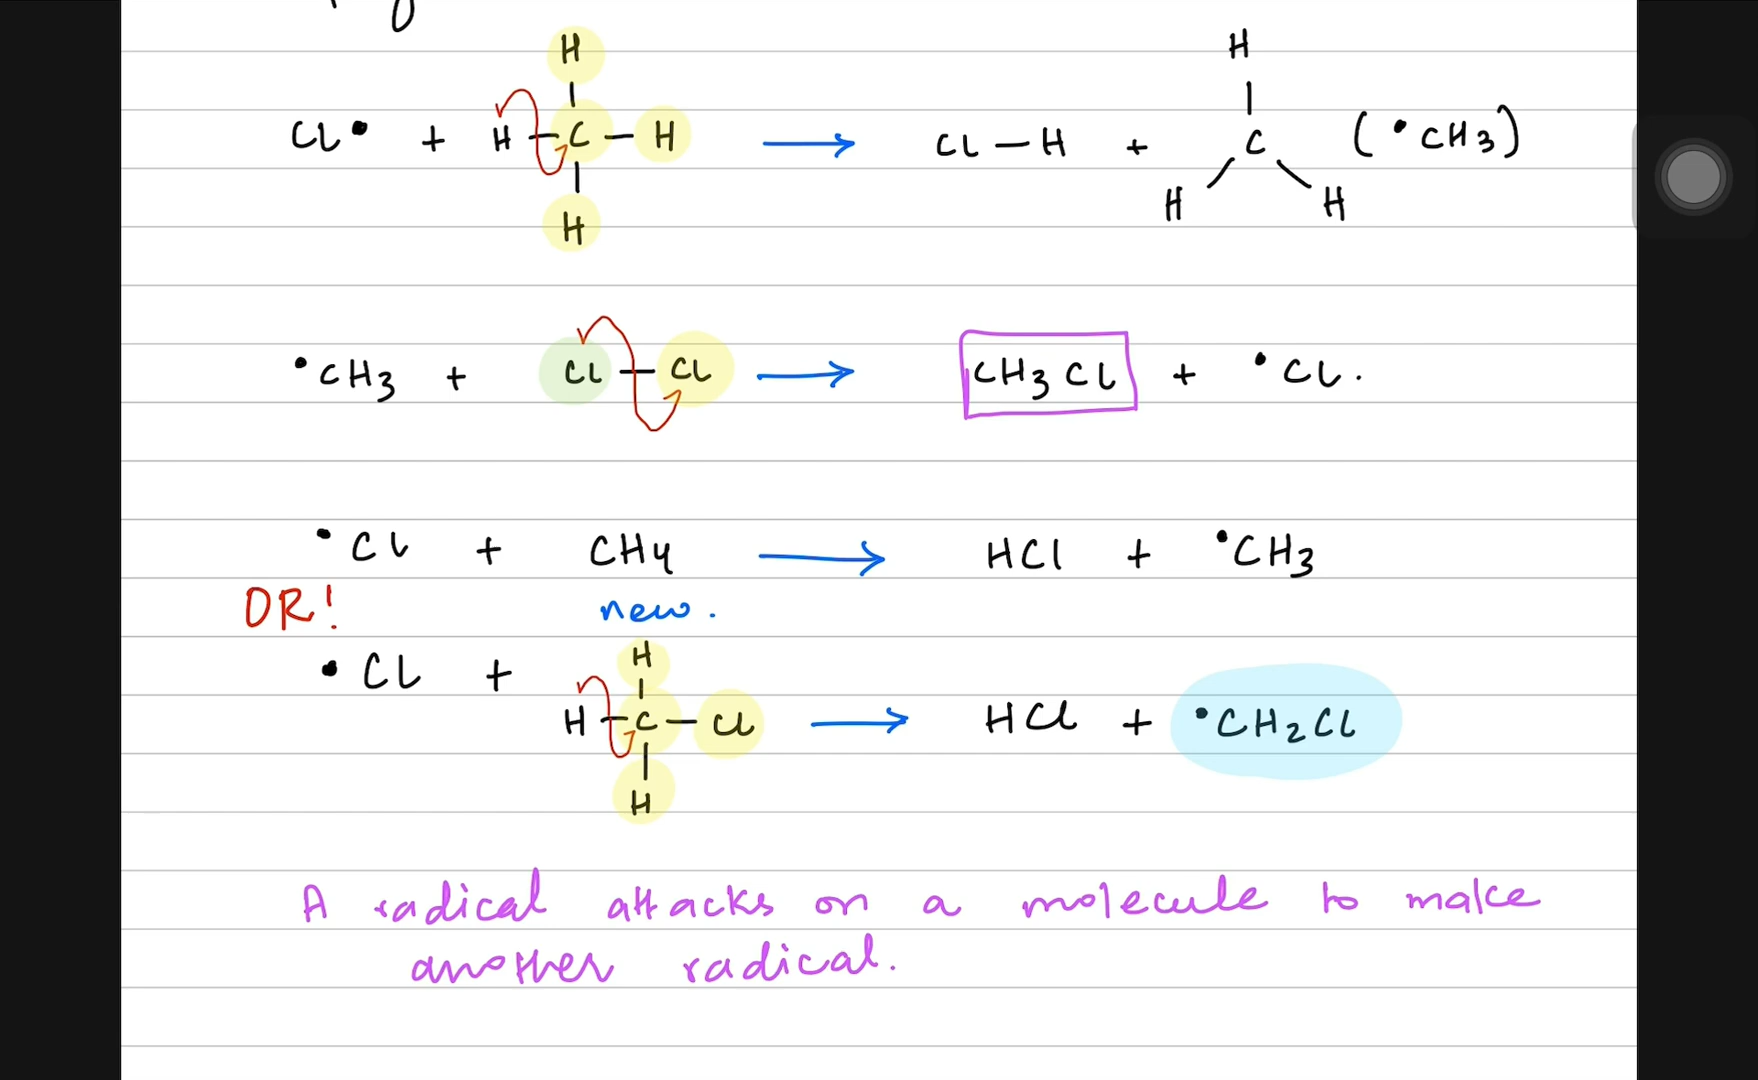 H H
Cl• + H — C — H → Cl — H + C (•CH3)
H H H
•CH3 + Cl — Cl → CH3Cl + •Cl.
•Cl + CH4 → HCl + •CH3
OR! new.
•Cl + H
H — C — Cl → HCl + •CH2Cl
H
A radical attacks on a molecule to make
another radical.